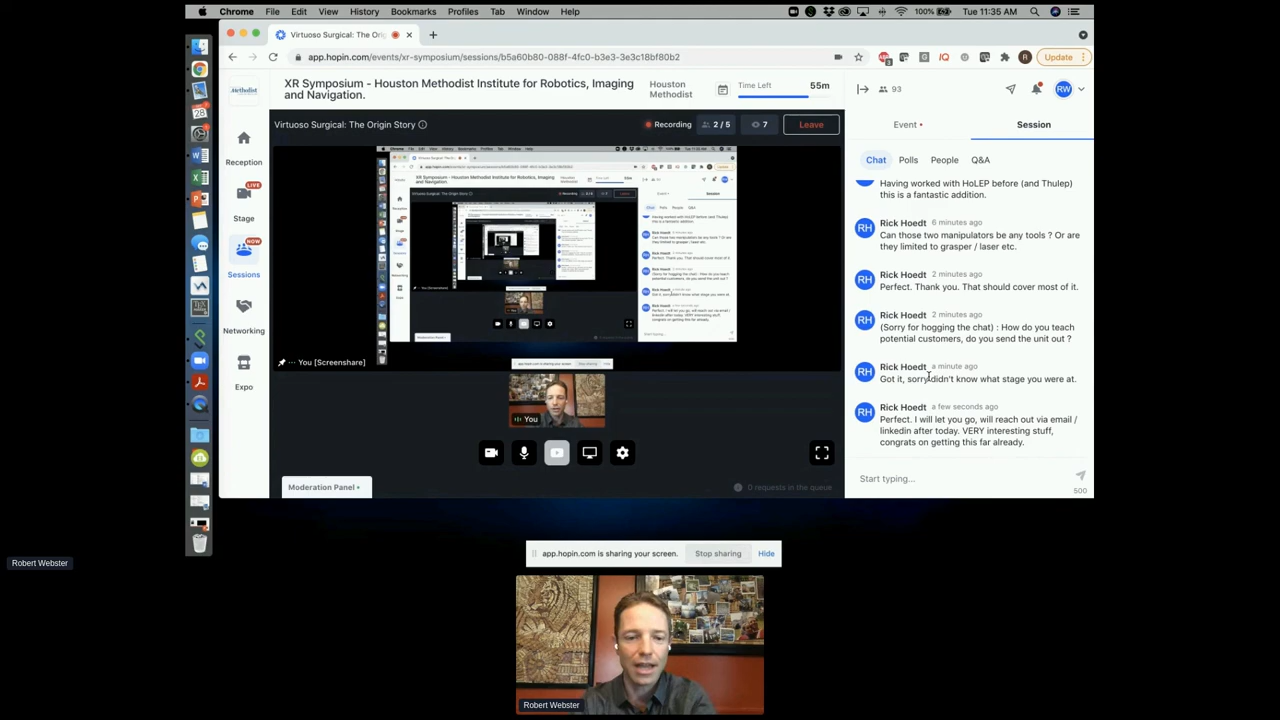 Chrome File Edit View History Bookmarks Profiles Tab Window Help
100% Tue 11:35 AM
Virtuoso Surgical: The Orig
app.hopin.com/events/xr-symposium/sessions/b5a60b80-088f-4fc0-b3e3-3e3c18bf80b2
Update
XR Symposium - Houston Methodist Institute for Robotics, Imaging
and Navigation.
Houston
Methodist
Time Left
55m
93
RW
Virtuoso Surgical: The Origin Story
Recording
2 / 5
7
Leave
Event
Session
Reception
LIVE
Stage
NOW
Sessions
Networking
Expo
Chat Polls People Q&A
Having worked with HoLEP before (and Thulep)
this is a fantastic addition.
RH
Rick Hoedt 6 minutes ago
Can those two manipulators be any tools ? Or are
they limited to grasper / laser etc.
RH
Rick Hoedt 2 minutes ago
Perfect. Thank you. That should cover most of it.
RH
Rick Hoedt 2 minutes ago
(Sorry for hogging the chat) : How do you teach
potential customers, do you send the unit out ?
RH
Rick Hoedt a minute ago
Got it, sorry didn't know what stage you were at.
RH
Rick Hoedt a few seconds ago
Perfect. I will let you go, will reach out via email /
linkedin after today. VERY interesting stuff,
congrats on getting this far already.
Start typing...
500
You [Screenshare]
You
Moderation Panel
0 requests in the queue
app.hopin.com is sharing your screen. Stop sharing Hide
Robert Webster
Robert Webster